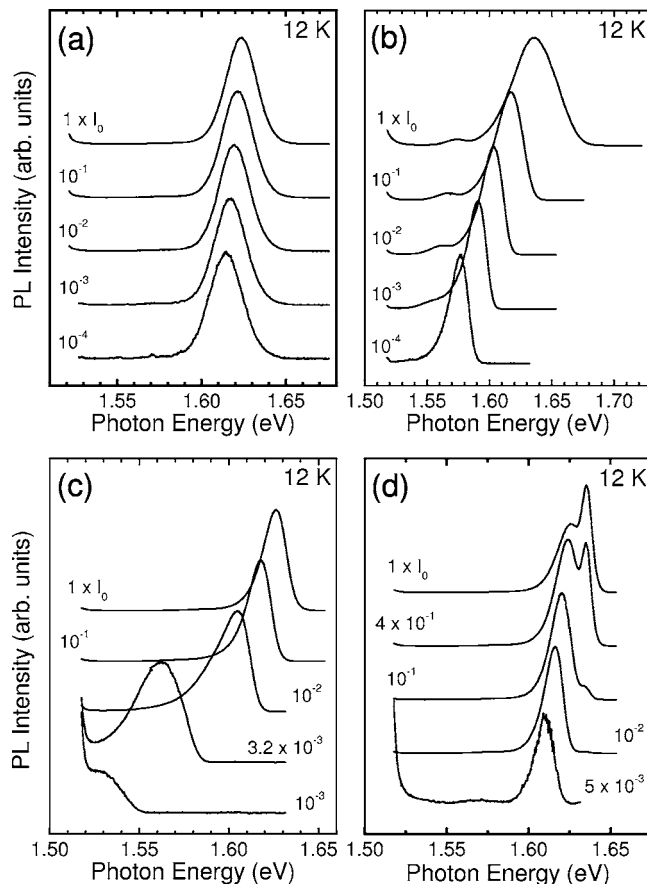 (a)
12 K
1 x I₀
10⁻¹
10⁻²
10⁻³
10⁻⁴
1.55
1.60
1.65
Photon Energy (eV)
PL Intensity (arb. units)
(b)
12 K
1 x I₀
10⁻¹
10⁻²
10⁻³
10⁻⁴
1.50
1.55
1.60
1.65
1.70
Photon Energy (eV)
(c)
12 K
1 x I₀
10⁻¹
10⁻²
3.2 x 10⁻³
10⁻³
1.50
1.55
1.60
1.65
Photon Energy (eV)
PL Intensity (arb. units)
(d)
12 K
1 x I₀
4 x 10⁻¹
10⁻¹
10⁻²
5 x 10⁻³
1.50
1.55
1.60
1.65
Photon Energy (eV)